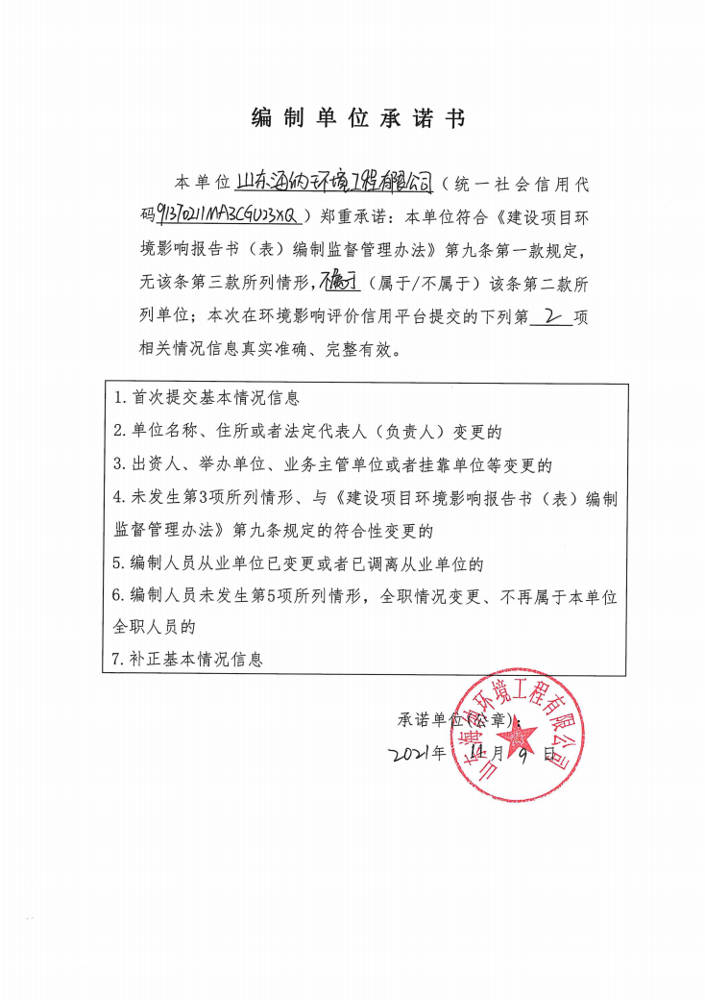 编制单位承诺书
本单位山东海纳环境工程有限公司（统一社会信用代
码91370211MA3CGU23XQ）郑重承诺：本单位符合《建设项目环
境影响报告书（表）编制监督管理办法》第九条第一款规定，
无该条第三款所列情形，不属于（属于/不属于）该条第二款所
列单位；本次在环境影响评价信用平台提交的下列第2项
相关情况信息真实准确、完整有效。
1.首次提交基本情况信息
2.单位名称、住所或者法定代表人（负责人）变更的
3.出资人、举办单位、业务主管单位或者挂靠单位等变更的
4.未发生第3项所列情形、与《建设项目环境影响报告书（表）编制
监督管理办法》第九条规定的符合性变更的
5.编制人员从业单位已变更或者已调离从业单位的
6.编制人员未发生第5项所列情形，全职情况变更、不再属于本单位
全职人员的
7.补正基本情况信息
承诺单位(公章)：
2021年11月9日
山东海纳环境工程有限公司